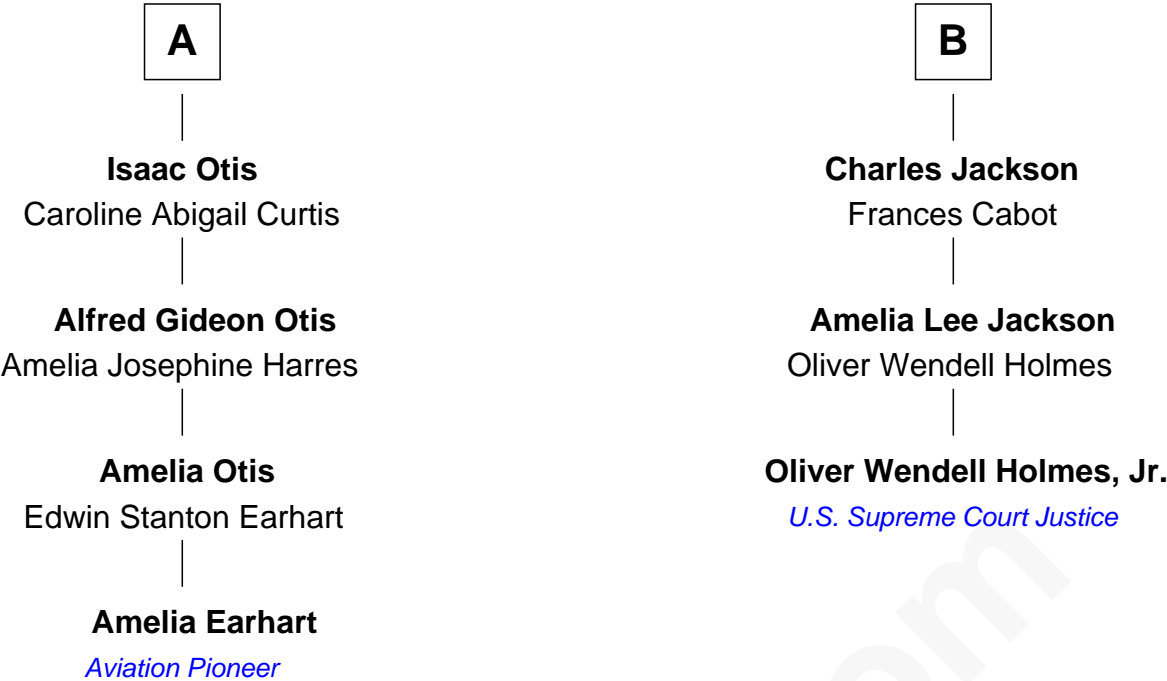 A
Isaac Otis
Caroline Abigail Curtis
Alfred Gideon Otis
Amelia Josephine Harres
Amelia Otis
Edwin Stanton Earhart
Amelia Earhart
Aviation Pioneer
B
Charles Jackson
Frances Cabot
Amelia Lee Jackson
Oliver Wendell Holmes
Oliver Wendell Holmes, Jr.
U.S. Supreme Court Justice
om